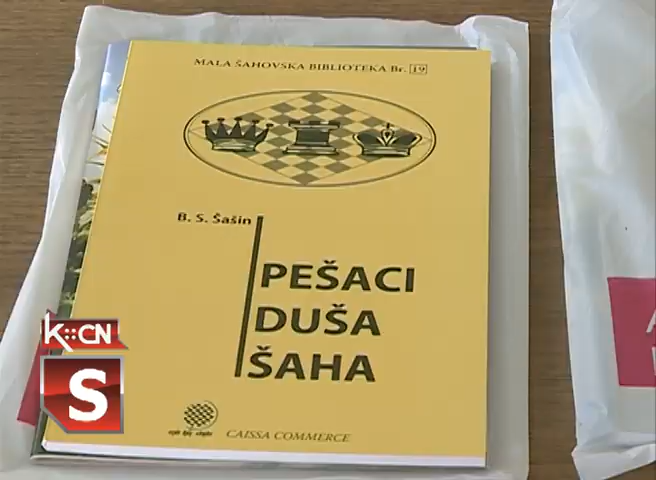 MALA ŠAHOVSKA BIBLIOTEKA Br. 19
B. S. Šašin
PEŠACI
DUŠA
ŠAHA
CAISSA COMMERCE
K::CN
S